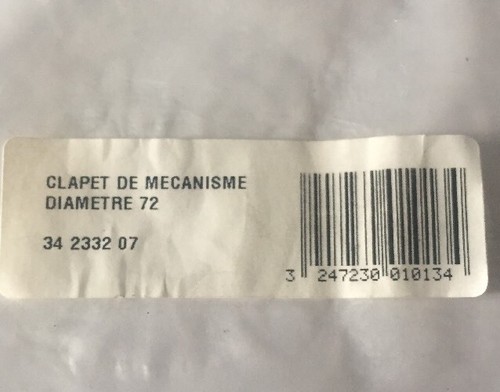 CLAPET DE MECANISME
DIAMETRE 72
34 2332 07
3 247230 010134